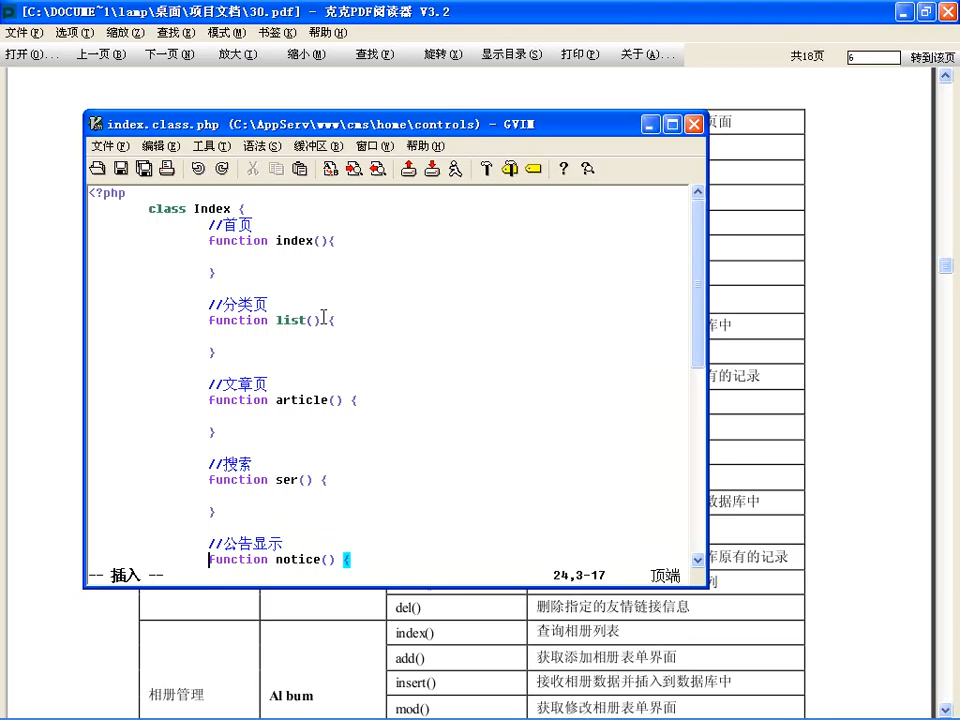 [C:\DOCUME~1\lamp\桌面\项目文档\30.pdf] - 克克PDF阅读器 V3.2
文件(F) 选项(T) 缩放(Z) 查找(K) 模式(M) 书签(K) 帮助(H)
打开(O)... 上一页(B) 下一页(N) 放大(I) 缩小(M) 查找(F) 旋转(X) 显示目录(S) 打印(P) 关于(A)... 共18页 6 转到该页
页面
index.class.php (C:\AppServ\www\cms\home\controls) - GVIM
文件(F) 编辑(E) 工具(T) 语法(S) 缓冲区(B) 窗口(W) 帮助(H)
<?php
class Index {
//首页
function index(){
}
//分类页
function list() {
}
//文章页
function article() {
}
//搜索
function ser() {
}
//公告显示
function notice() {
-- 插入 -- 24,3-17 顶端
库中
有的记录
数据库中
库原有的记录
列
del() 删除指定的友情链接信息
index() 查询相册列表
add() 获取添加相册表单界面
insert() 接收相册数据并插入到数据库中
相册管理 Album
mod() 获取修改相册表单界面